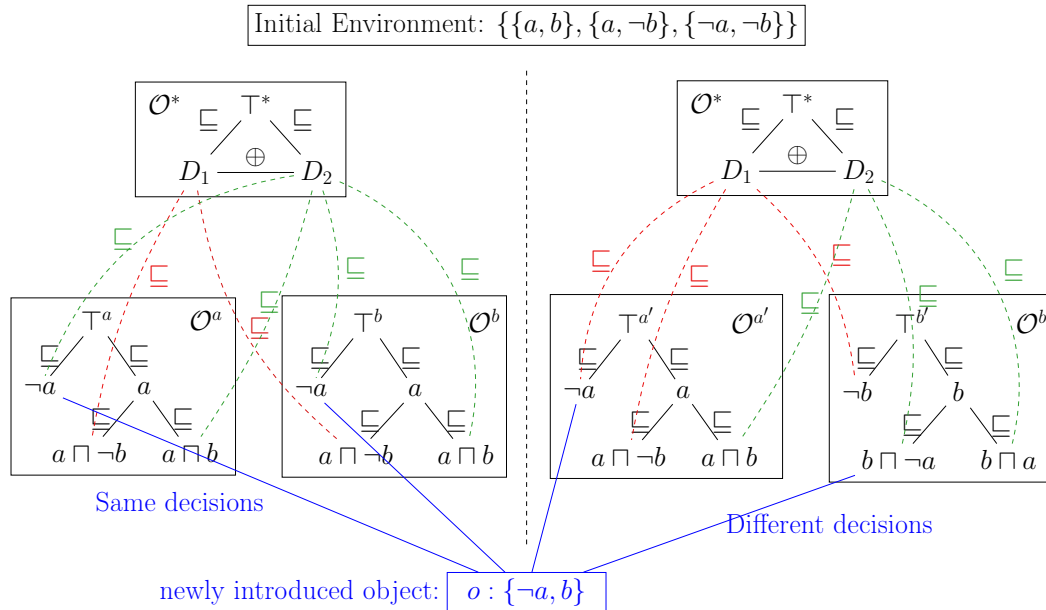 Initial Environment: {{a, b}, {a, ¬b}, {¬a, ¬b}}
𝒪* ⊤*
⊑ ⊑
⊕
D₁ D₂
⊑
⊑ ⊑
⊑
⊑
𝒪ᵃ ⊤ᵃ
⊑ ⊑
¬a a
⊑ ⊑
a ⊓ ¬b a ⊓ b
𝒪ᵇ ⊤ᵇ
⊑ ⊑
¬a a
⊑ ⊑
a ⊓ ¬b a ⊓ b
Same decisions
𝒪* ⊤*
⊑ ⊑
⊕
D₁ D₂
⊑ ⊑ ⊑ ⊑
⊑ ⊑
𝒪ᵃ′ ⊤ᵃ′
⊑ ⊑
¬a a
⊑ ⊑
a ⊓ ¬b a ⊓ b
𝒪ᵇ ⊤ᵇ′
⊑ ⊑
¬b b
⊑ ⊑
b ⊓ ¬a b ⊓ a
Different decisions
newly introduced object: o : {¬a, b}